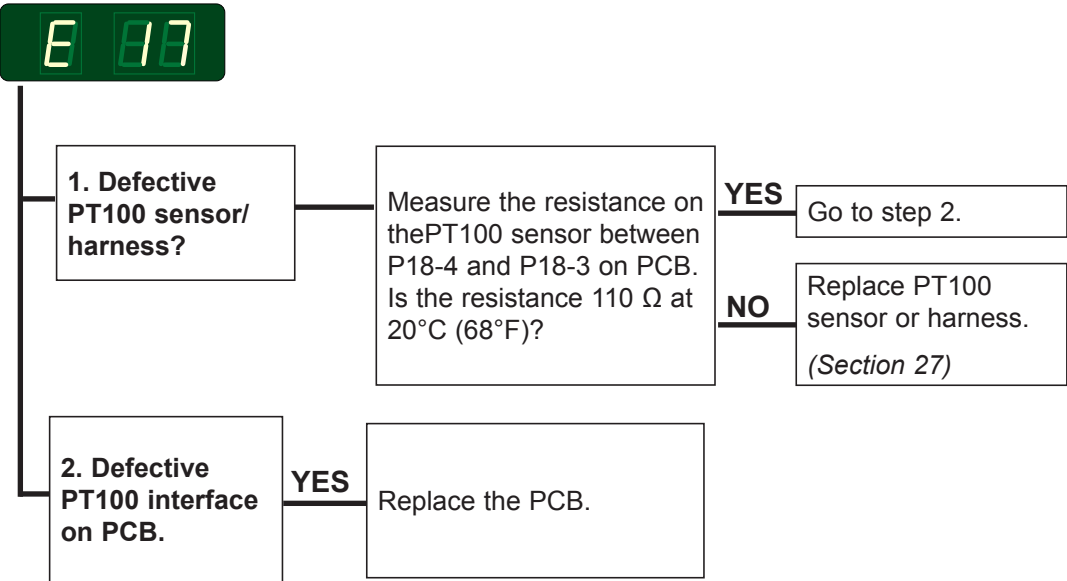 E 17
1. Defective
PT100 sensor/
harness?
Measure the resistance on
thePT100 sensor between
P18-4 and P18-3 on PCB.
Is the resistance 110 Ω at
20°C (68°F)?
YES
Go to step 2.
NO
Replace PT100
sensor or harness.
(Section 27)
2. Defective
PT100 interface
on PCB.
YES
Replace the PCB.